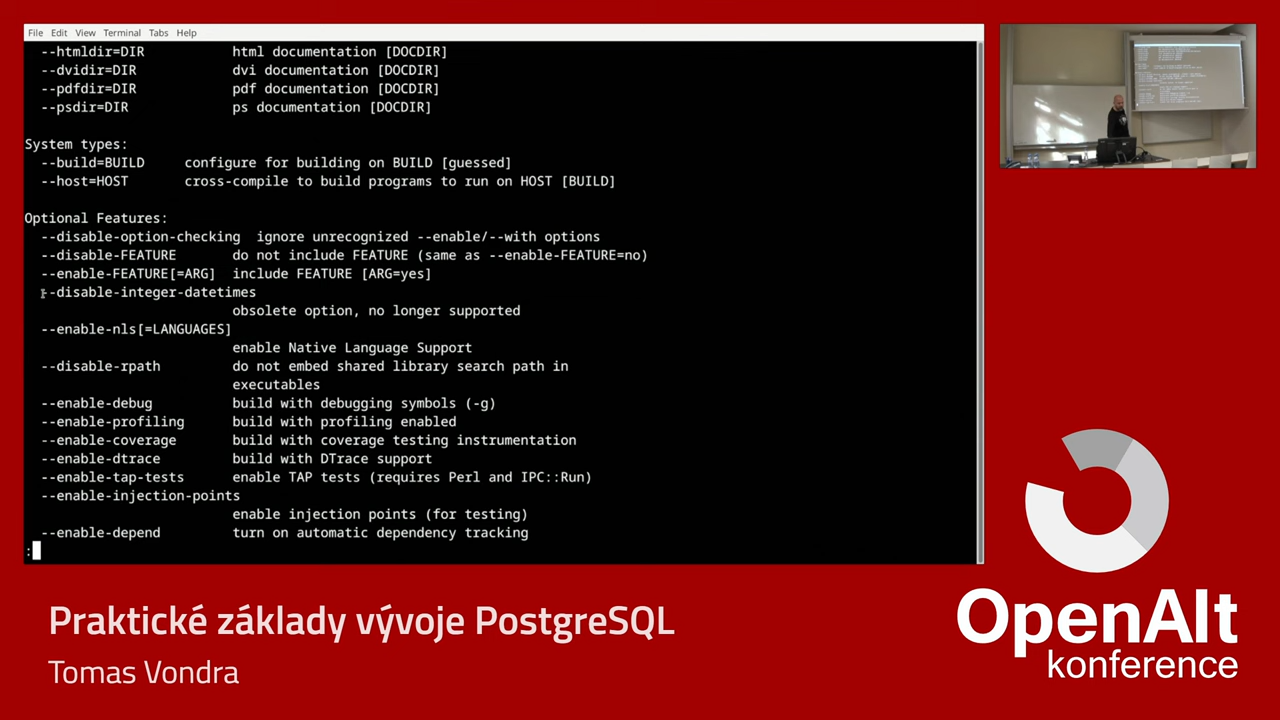 File Edit View Terminal Tabs Help
--htmldir=DIR html documentation [DOCDIR]
--dvidir=DIR dvi documentation [DOCDIR]
--pdfdir=DIR pdf documentation [DOCDIR]
--psdir=DIR ps documentation [DOCDIR]
System types:
--build=BUILD configure for building on BUILD [guessed]
--host=HOST cross-compile to build programs to run on HOST [BUILD]
Optional Features:
--disable-option-checking ignore unrecognized --enable/--with options
--disable-FEATURE do not include FEATURE (same as --enable-FEATURE=no)
--enable-FEATURE[=ARG] include FEATURE [ARG=yes]
--disable-integer-datetimes
obsolete option, no longer supported
--enable-nls[=LANGUAGES]
enable Native Language Support
--disable-rpath do not embed shared library search path in
executables
--enable-debug build with debugging symbols (-g)
--enable-profiling build with profiling enabled
--enable-coverage build with coverage testing instrumentation
--enable-dtrace build with DTrace support
--enable-tap-tests enable TAP tests (requires Perl and IPC::Run)
--enable-injection-points
enable injection points (for testing)
--enable-depend turn on automatic dependency tracking
:
Praktické základy vývoje PostgreSQL
Tomas Vondra
OpenAlt
konference